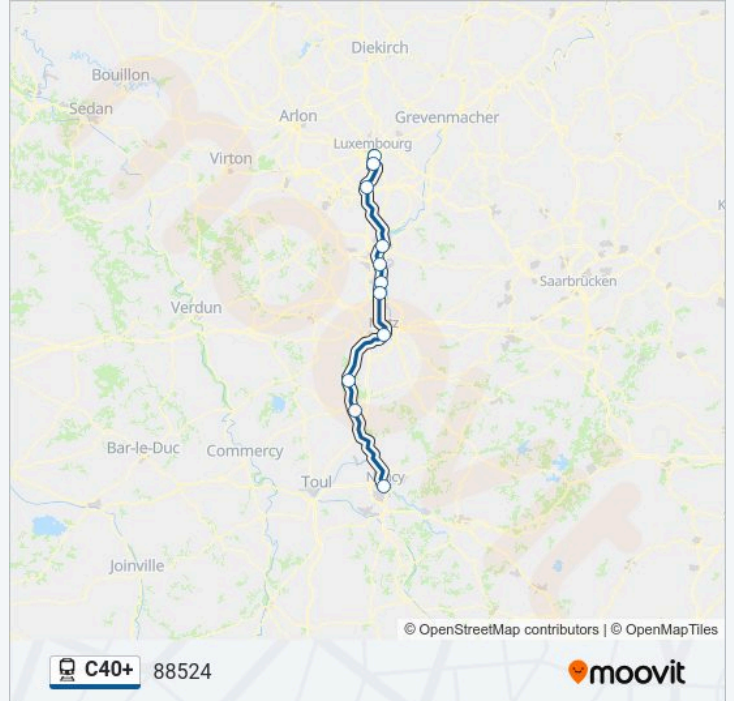 Diekirch
Bouillon
Sedan
Arlon
Grevenmacher
Luxembourg
Virton
K
Saarbrücken
Verdun
Bar-le-Duc
Commercy
Toul
Joinville
© OpenStreetMap contributors | © OpenMapTiles
C40+ 88524
moovit